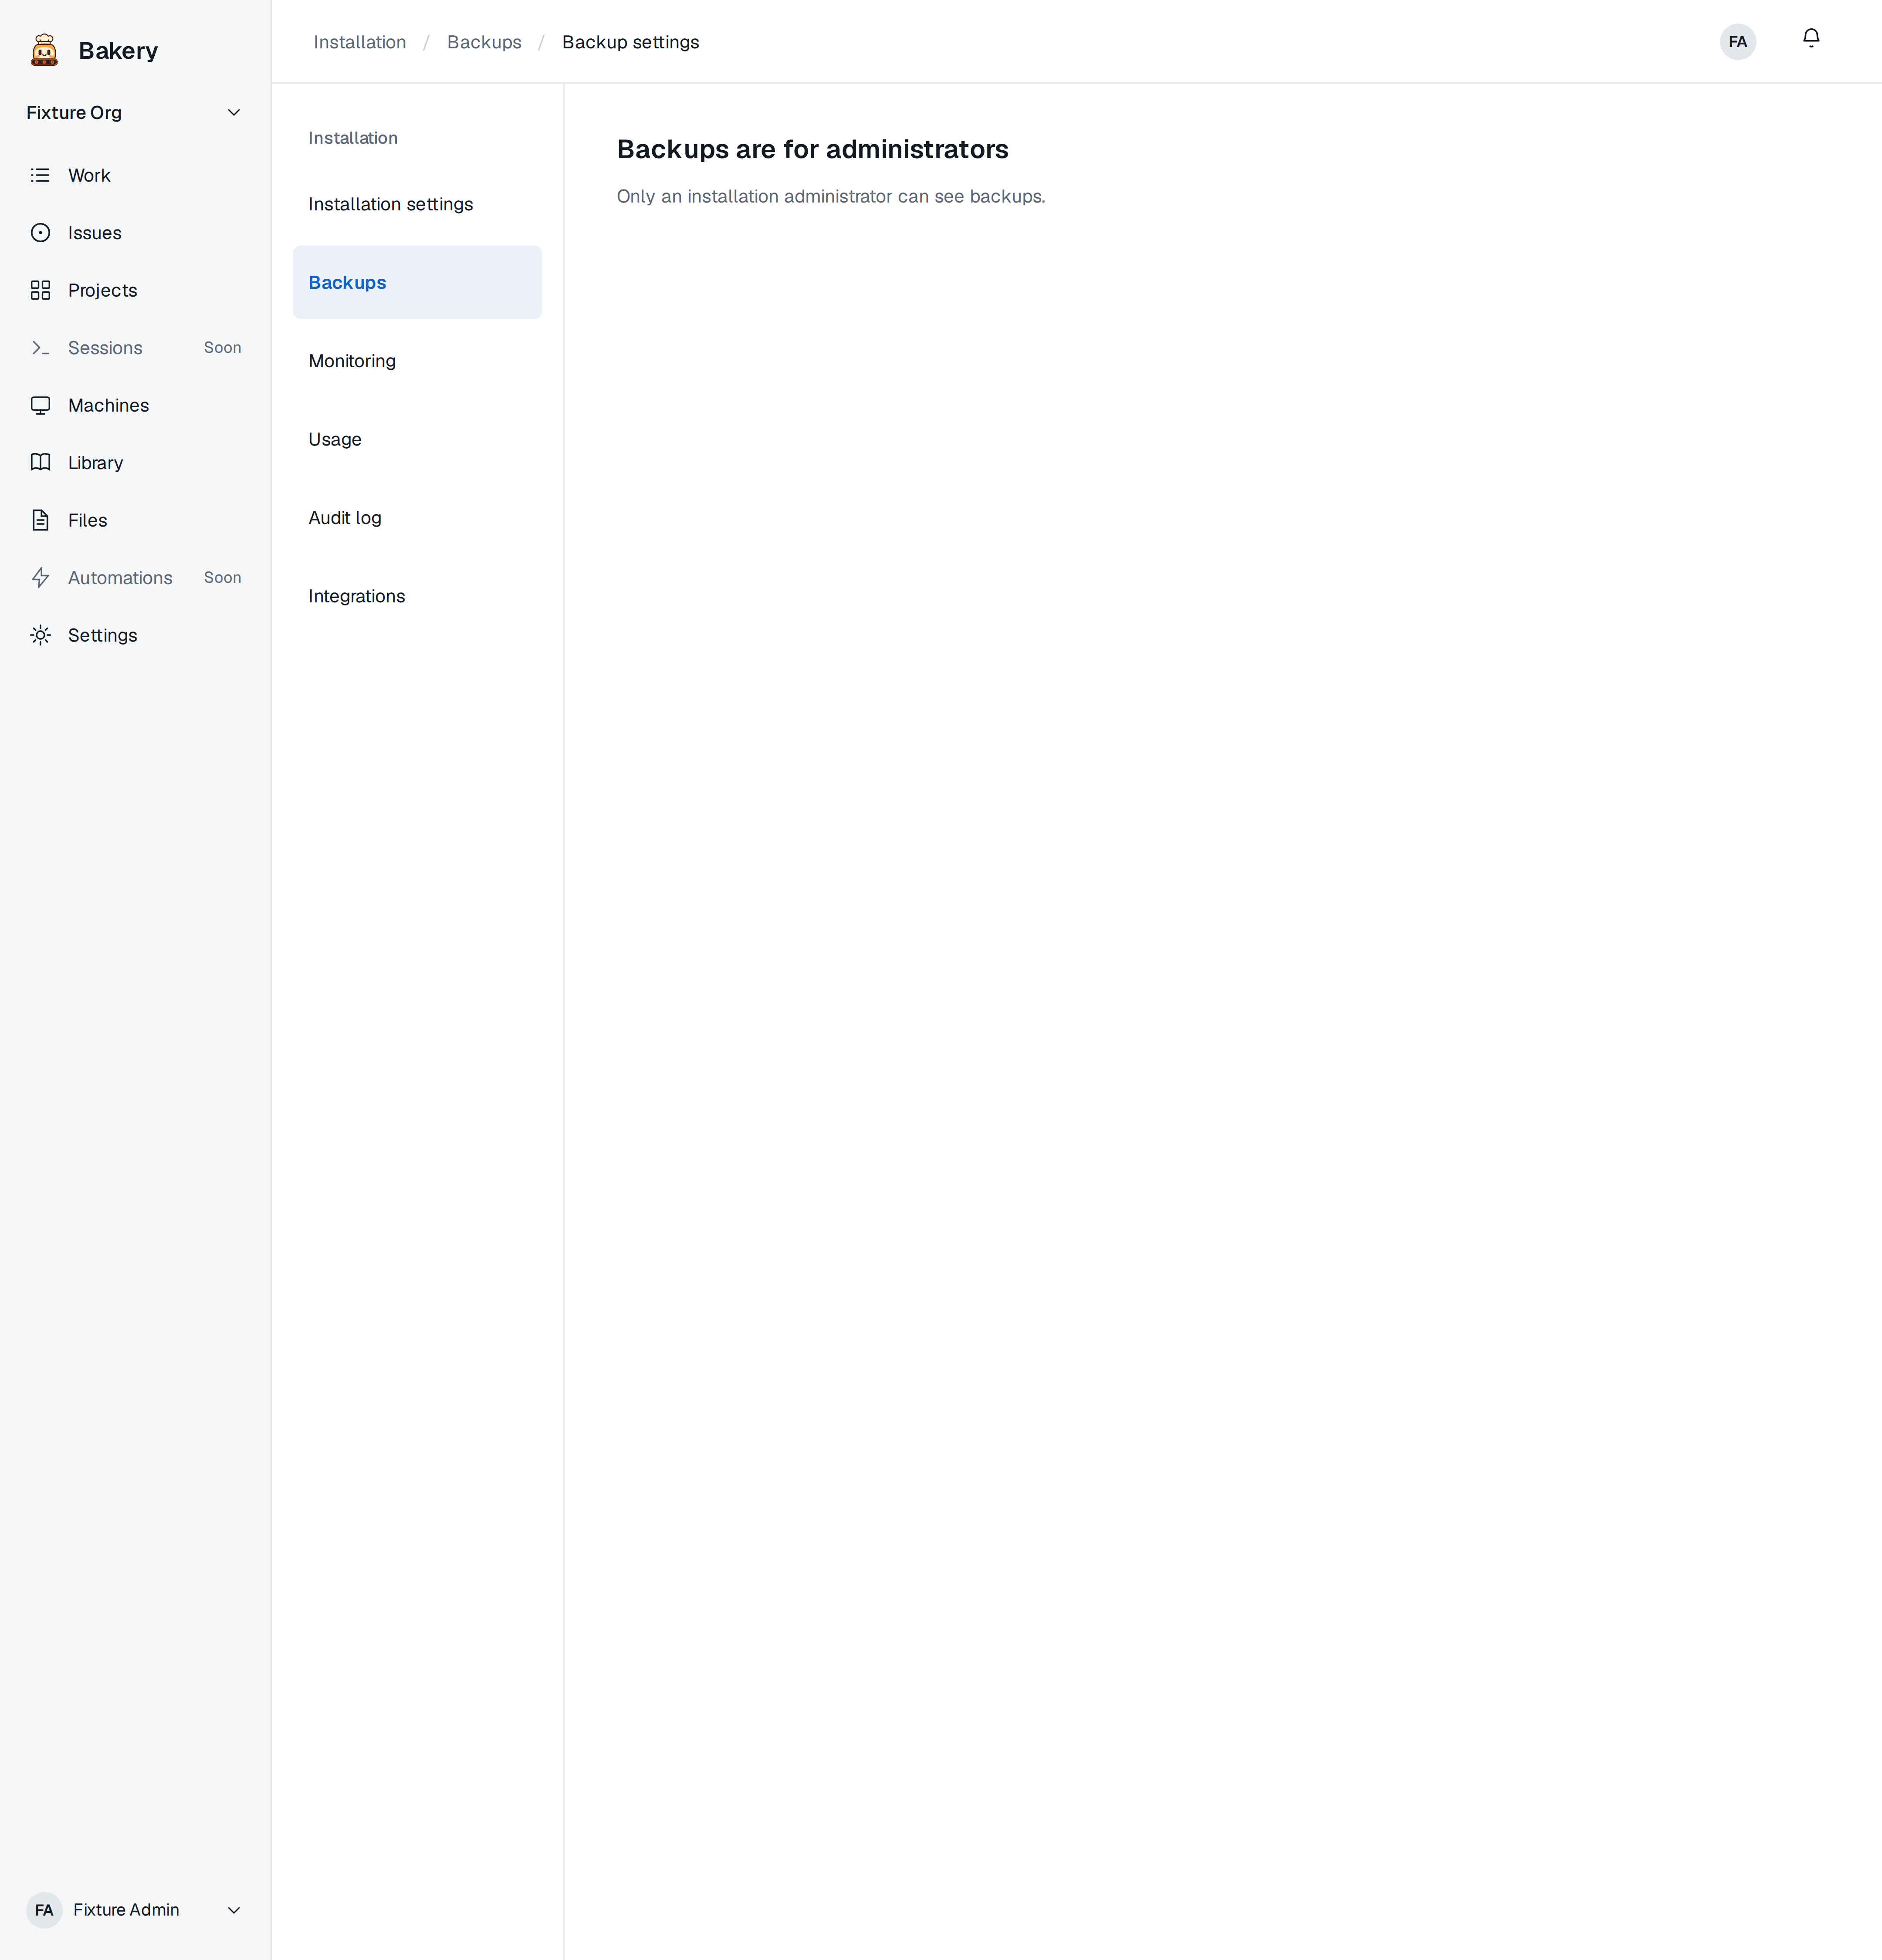 Bakery
Fixture Org
Work
Issues
Projects
Sessions Soon
Machines
Library
Files
Automations Soon
Settings
FA Fixture Admin
Installation / Backups / Backup settings
FA
Installation
Installation settings
Backups
Monitoring
Usage
Audit log
Integrations
Backups are for administrators
Only an installation administrator can see backups.